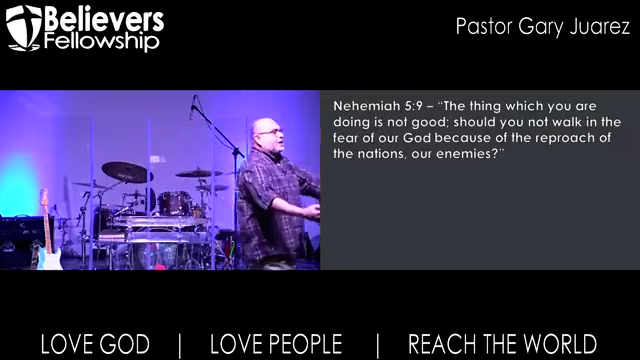 Believers
Fellowship
Pastor Gary Juarez
Nehemiah 5:9 – “The thing which you are
doing is not good; should you not walk in the
fear of our God because of the reproach of
the nations, our enemies?”
LOVE GOD | LOVE PEOPLE | REACH THE WORLD